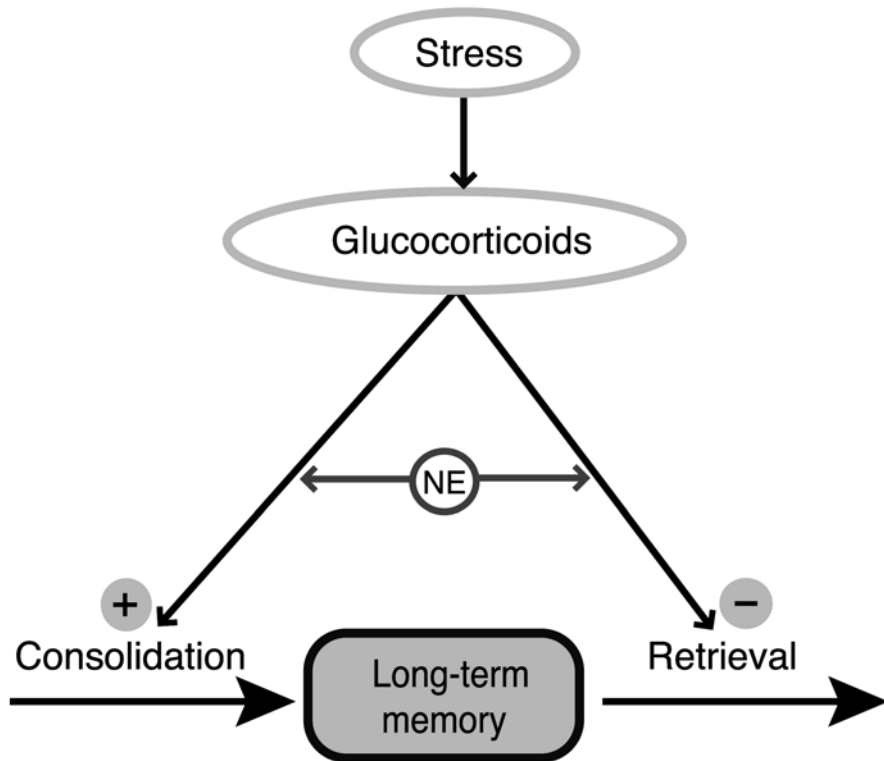 Stress
Glucocorticoids
NE
+
−
Consolidation
Retrieval
Long-term
memory